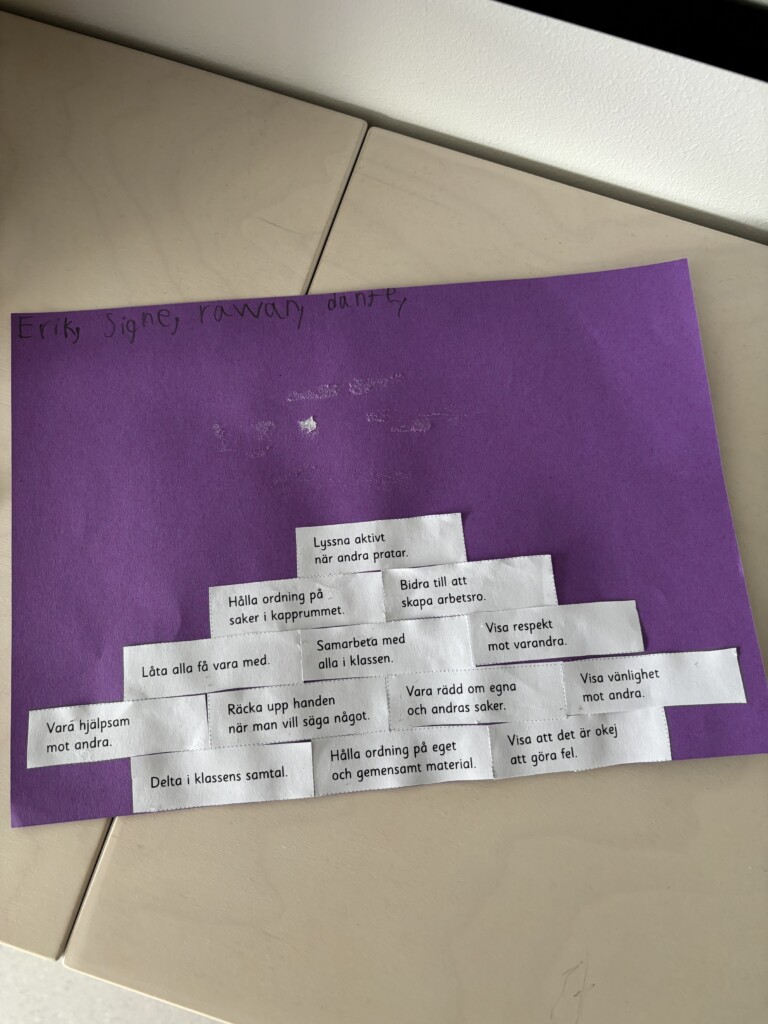 Erik, Signe, rawan, dante,
Lyssna aktivt
när andra pratar.
Hålla ordning på
saker i kapprummet.
Bidra till att
skapa arbetsro.
Låta alla få vara med.
Samarbeta med
alla i klassen.
Visa respekt
mot varandra.
Vara hjälpsam
mot andra.
Räcka upp handen
när man vill säga något.
Vara rädd om egna
och andras saker.
Visa vänlighet
mot andra.
Delta i klassens samtal.
Hålla ordning på eget
och gemensamt material.
Visa att det är okej
att göra fel.